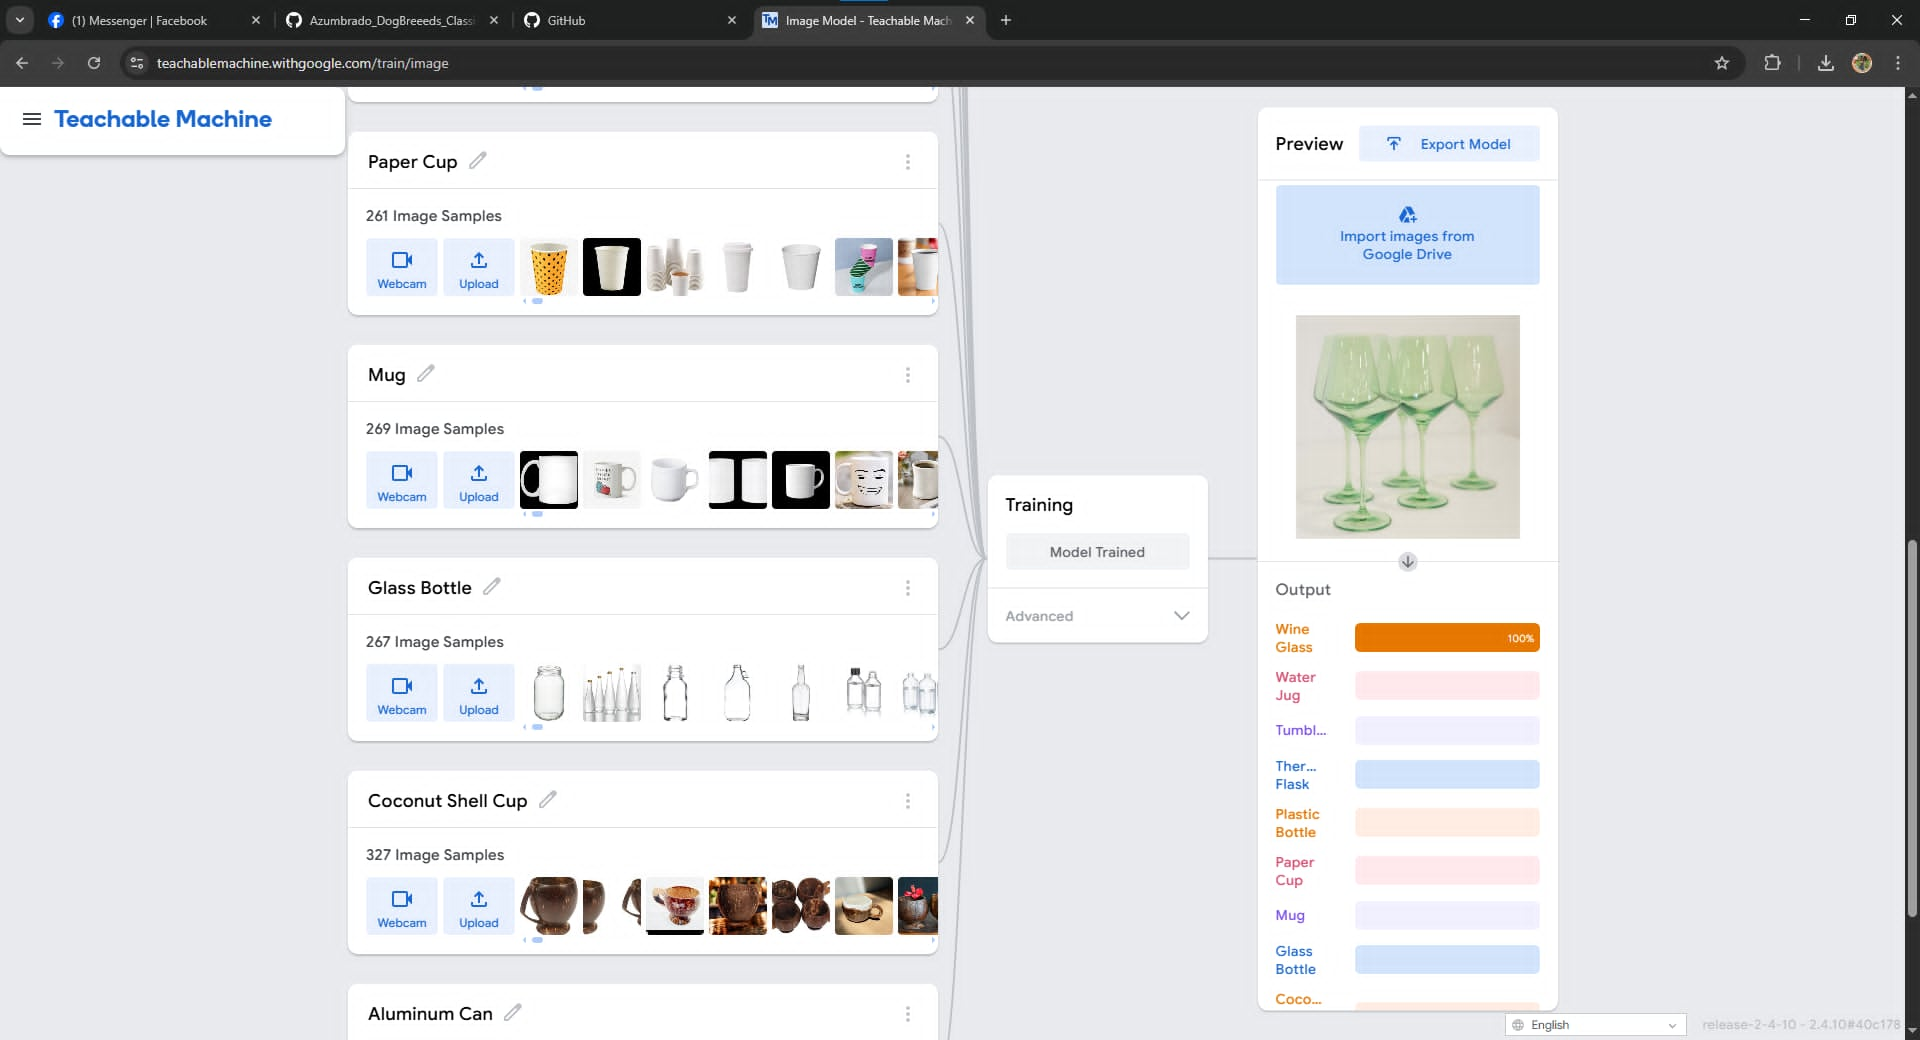 (1) Messenger | Facebook
Azumbrado_DogBreeeds_Classi
GitHub
Image Model - Teachable Mach
teachablemachine.withgoogle.com/train/image
Teachable Machine
Paper Cup
261 Image Samples
Webcam
Upload
Mug
269 Image Samples
Webcam
Upload
Glass Bottle
267 Image Samples
Webcam
Upload
Coconut Shell Cup
327 Image Samples
Webcam
Upload
Aluminum Can
Training
Model Trained
Advanced
Preview
Export Model
Import images from
Google Drive
Output
Wine
Glass
100%
Water
Jug
Tumbl...
Ther...
Flask
Plastic
Bottle
Paper
Cup
Mug
Glass
Bottle
Coco...
English
release-2-4-10 - 2.4.10#40c178